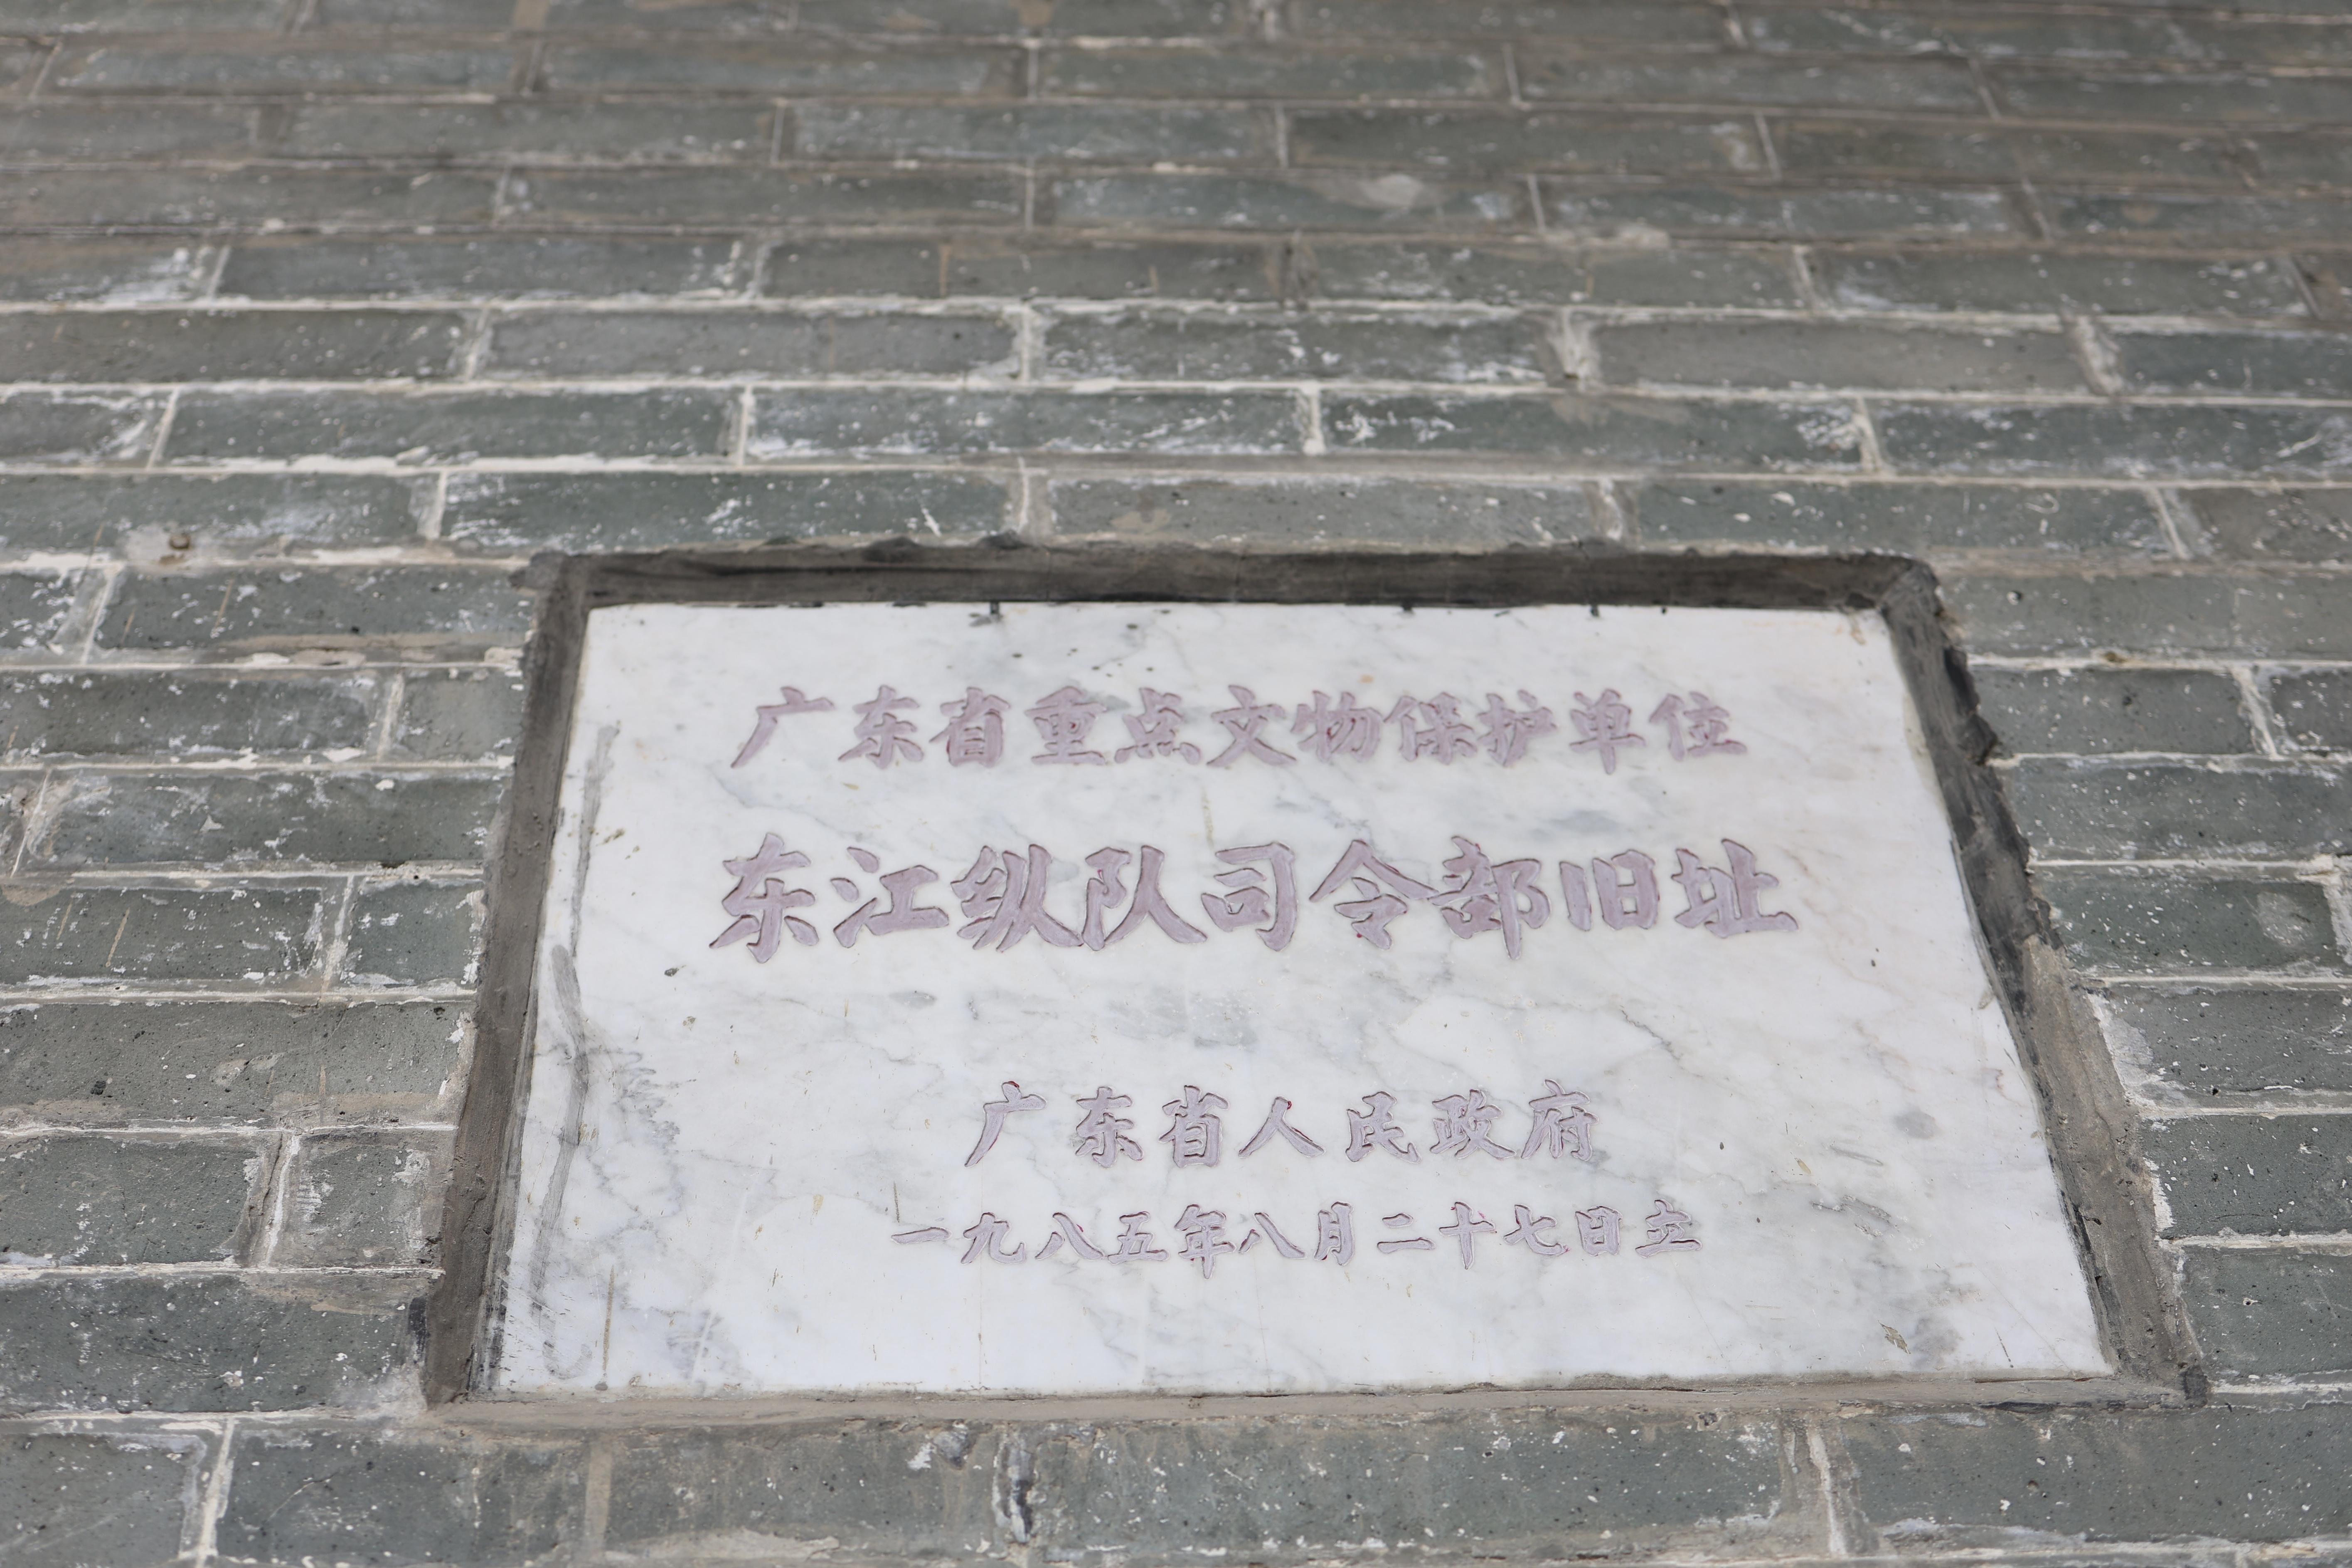 广东省重点文物保护单位
东江纵队司令部旧址
广东省人民政府
一九八五年八月二十七日立